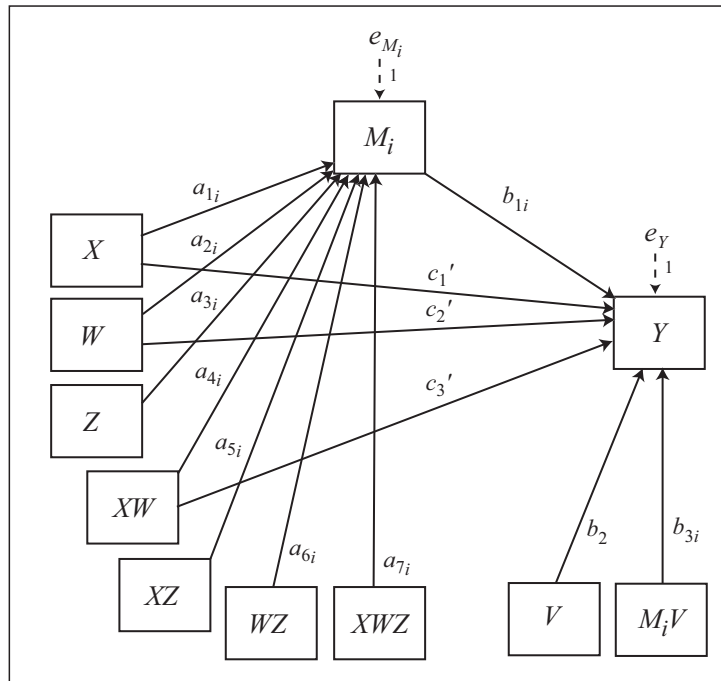 e_{M_i}
1
M_i
a_{1i}
X
a_{2i}
b_{1i}
e_Y
1
c_1′
a_{3i}
W
c_2′
Y
Z
a_{4i}
c_3′
a_{5i}
XW
b_2
b_{3i}
a_{6i}
a_{7i}
XZ
WZ
XWZ
V
M_iV